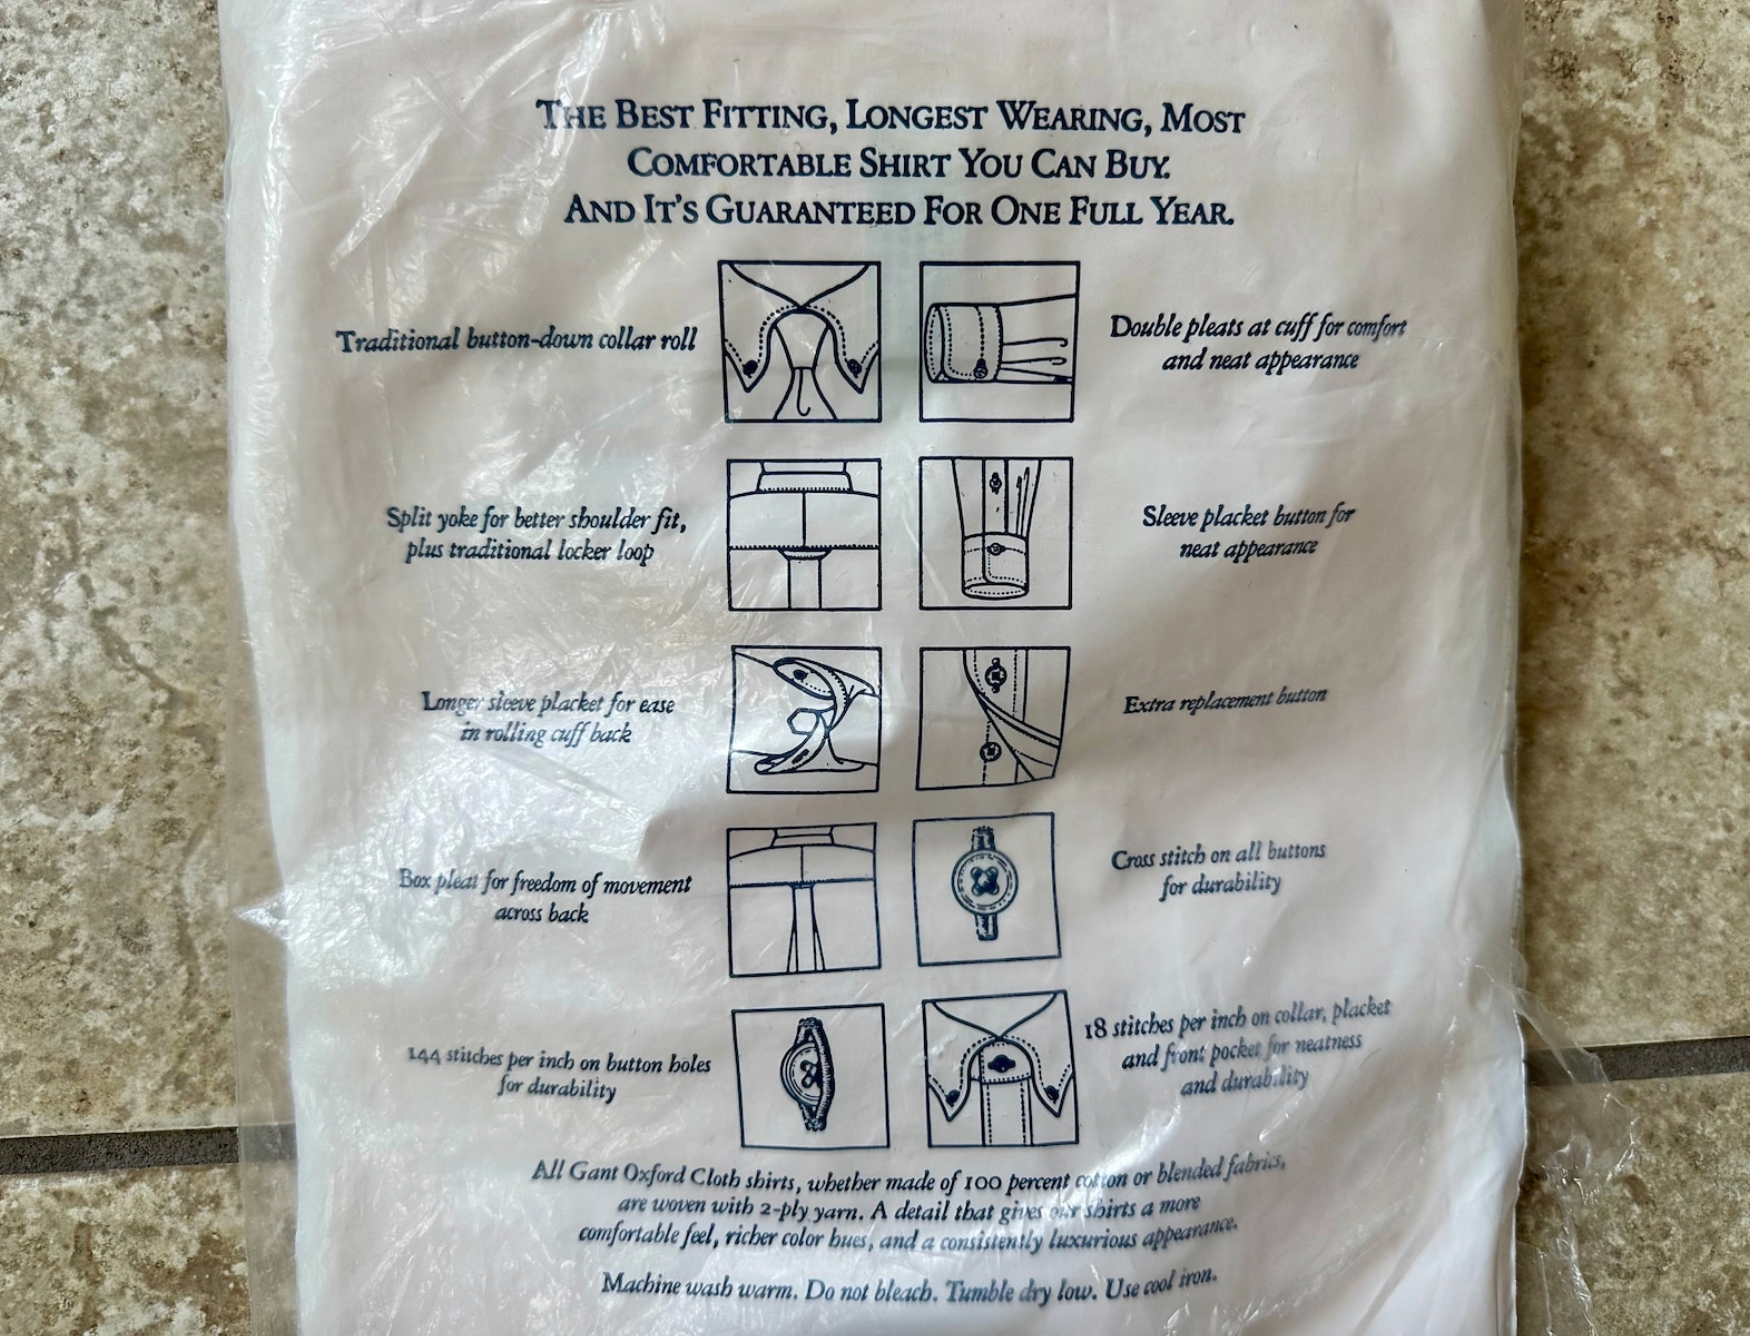 THE BEST FITTING, LONGEST WEARING, MOST
COMFORTABLE SHIRT YOU CAN BUY.
AND IT'S GUARANTEED FOR ONE FULL YEAR.
Traditional button-down collar roll
Double pleats at cuff for comfort
and neat appearance
Split yoke for better shoulder fit,
plus traditional locker loop
Sleeve placket button for
neat appearance
Longer sleeve placket for ease
in rolling cuff back
Extra replacement button
Box pleat for freedom of movement
across back
Cross stitch on all buttons
for durability
144 stitches per inch on button holes
for durability
18 stitches per inch on collar, placket
and front pocket for neatness
and durability
All Gant Oxford Cloth shirts, whether made of 100 percent cotton or blended fabrics,
are woven with 2-ply yarn. A detail that gives our shirts a more
comfortable feel, richer color hues, and a consistently luxurious appearance.
Machine wash warm. Do not bleach. Tumble dry low. Use cool iron.